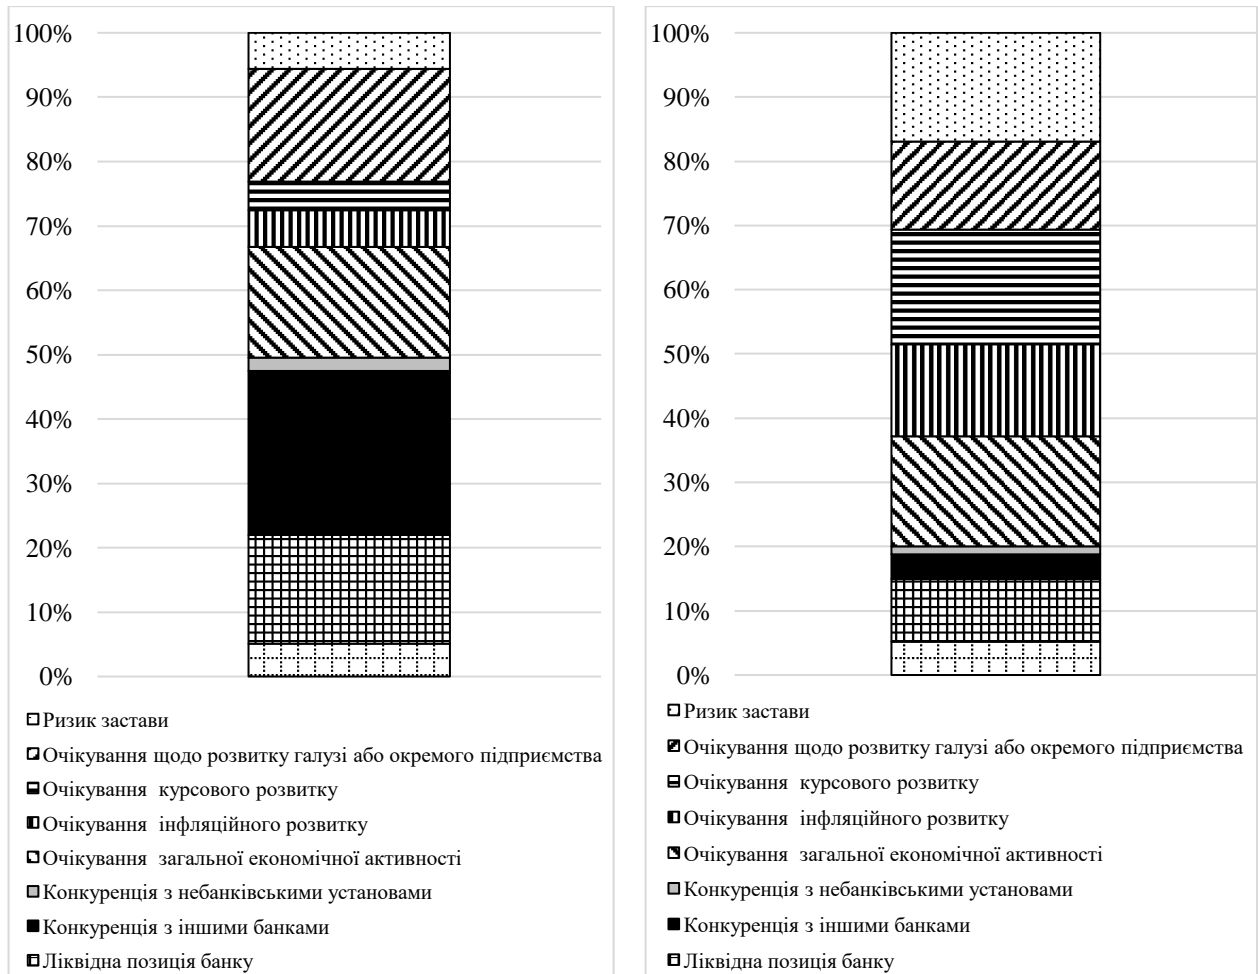 100%
90%
80%
70%
60%
50%
40%
30%
20%
10%
0%
Ризик застави
Очікування щодо розвитку галузі або окремого підприємства
Очікування курсового розвитку
Очікування інфляційного розвитку
Очікування загальної економічної активності
Конкуренція з небанківськими установами
Конкуренція з іншими банками
Ліквідна позиція банку
100%
90%
80%
70%
60%
50%
40%
30%
20%
10%
0%
Ризик застави
Очікування щодо розвитку галузі або окремого підприємства
Очікування курсового розвитку
Очікування інфляційного розвитку
Очікування загальної економічної активності
Конкуренція з небанківськими установами
Конкуренція з іншими банками
Ліквідна позиція банку